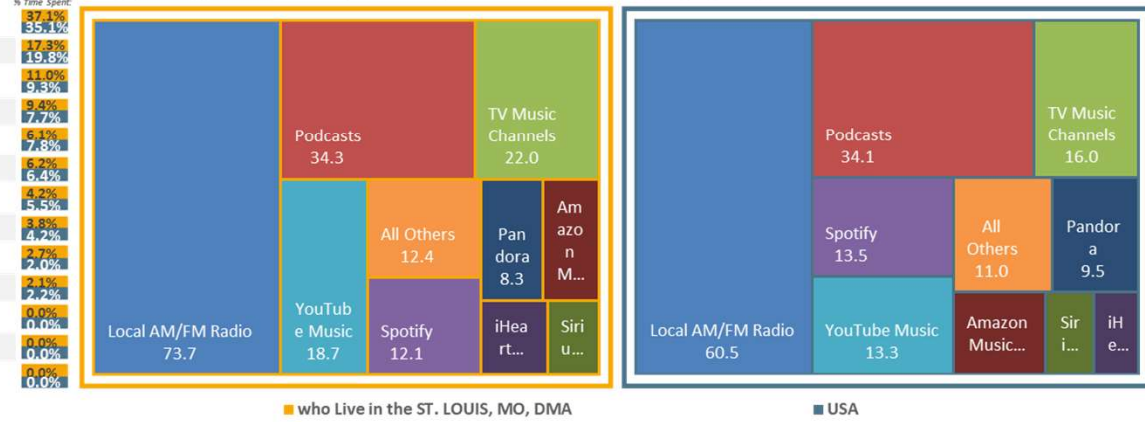 % Time Spent:
37.1%
35.1%
17.3%
19.8%
11.0%
9.3%
9.4%
7.7%
6.1%
7.8%
6.2%
6.4%
4.2%
5.5%
3.8%
4.2%
2.7%
2.0%
2.1%
2.2%
0.0%
0.0%
0.0%
0.0%
0.0%
0.0%
Local AM/FM Radio
73.7
Podcasts
34.3
TV Music
Channels
22.0
YouTub
e Music
18.7
All Others
12.4
Spotify
12.1
Pan
dora
8.3
Am
azo
n
M...
iHea
rt...
Siri
u...
Local AM/FM Radio
60.5
Podcasts
34.1
TV Music
Channels
16.0
Spotify
13.5
YouTube Music
13.3
All
Others
11.0
Pandor
a
9.5
Amazon
Music...
Sir
i...
iH
e...
who Live in the ST. LOUIS, MO, DMA
USA